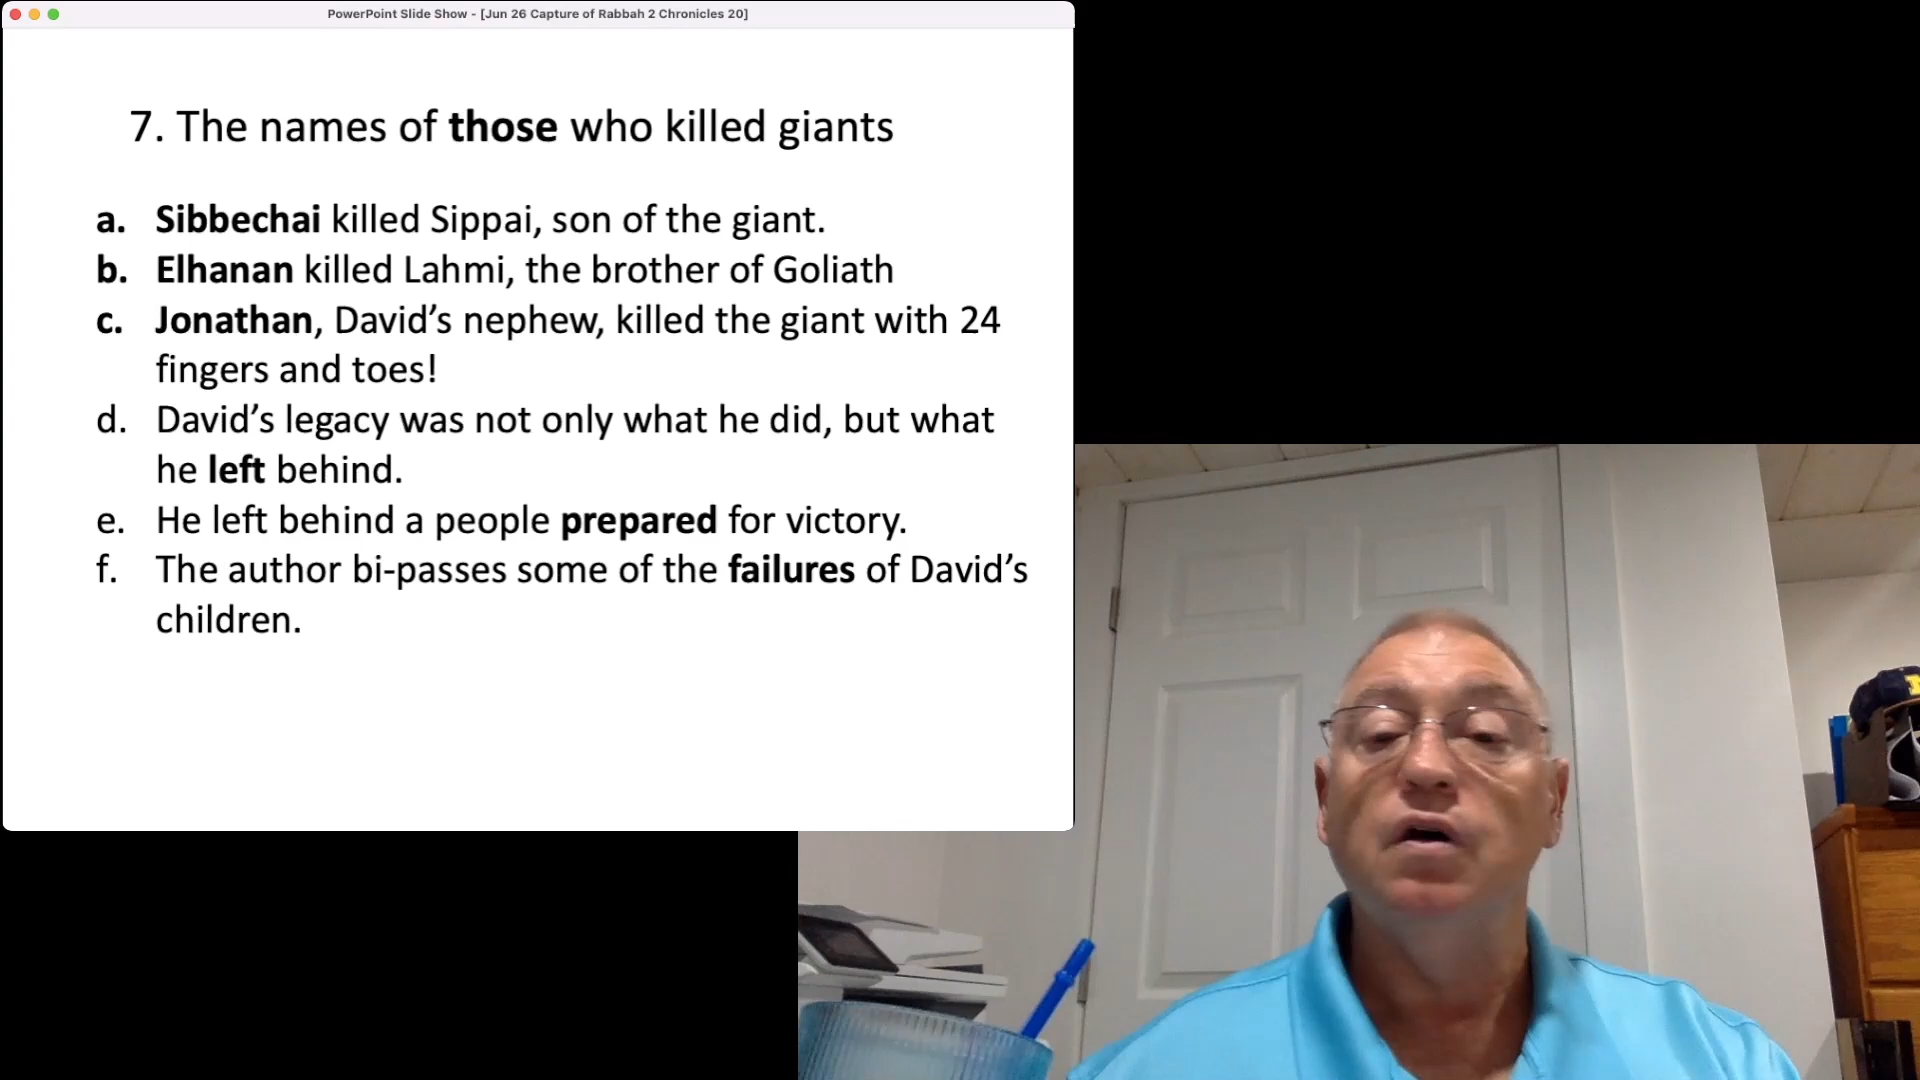 PowerPoint Slide Show - [Jun 26 Capture of Rabbah 2 Chronicles 20]
7. The names of those who killed giants
a. Sibbechai killed Sippai, son of the giant.
b. Elhanan killed Lahmi, the brother of Goliath
c. Jonathan, David’s nephew, killed the giant with 24
fingers and toes!
d. David’s legacy was not only what he did, but what
he left behind.
e. He left behind a people prepared for victory.
f. The author bi-passes some of the failures of David’s
children.